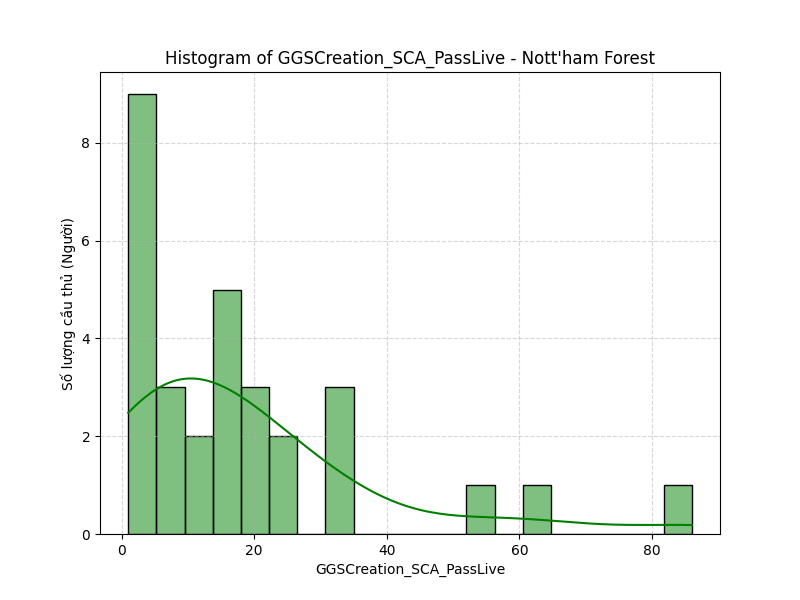 Histogram of GGSCreation_SCA_PassLive - Nott'ham Forest
Số lượng cầu thủ (Người)
8
6
4
2
0
0 20 40 60 80
GGSCreation_SCA_PassLive